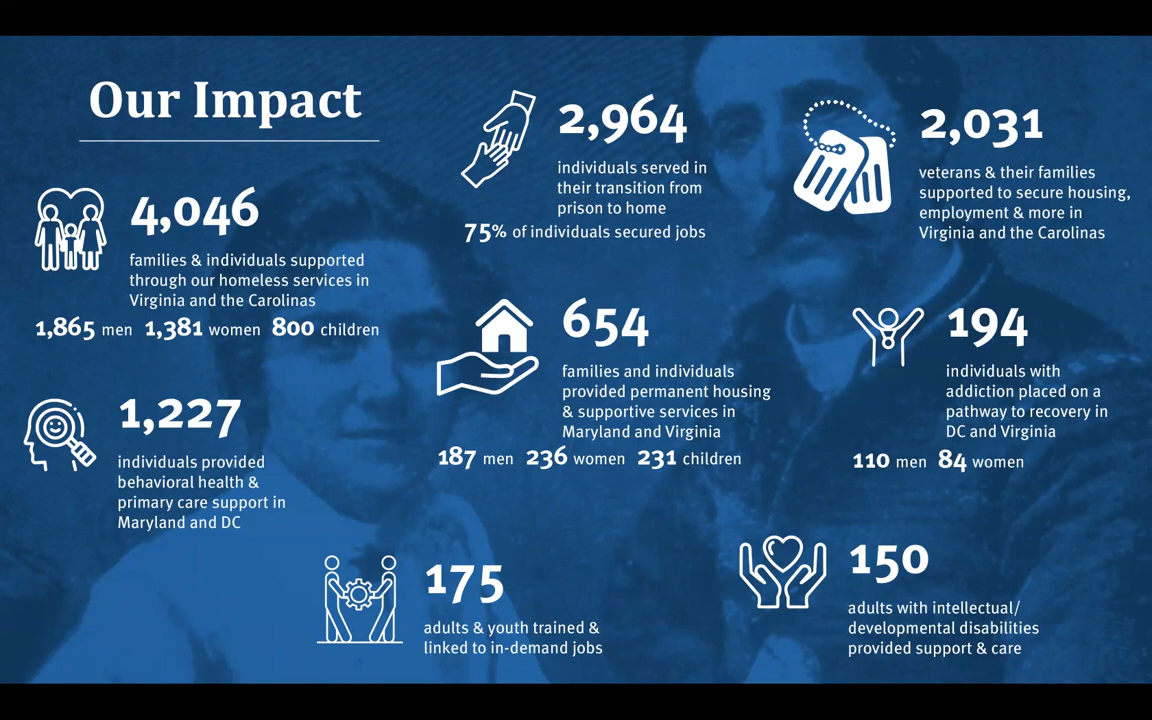 Our Impact
4,046
families & individuals supported
through our homeless services in
Virginia and the Carolinas
1,865 men 1,381 women 800 children
1,227
individuals provided
behavioral health &
primary care support in
Maryland and DC
2,964
individuals served in
their transition from
prison to home
75% of individuals secured jobs
654
families and individuals
provided permanent housing
& supportive services in
Maryland and Virginia
187 men 236 women 231 children
2,031
veterans & their families
supported to secure housing,
employment & more in
Virginia and the Carolinas
194
individuals with
addiction placed on a
pathway to recovery in
DC and Virginia
110 men 84 women
175
adults & youth trained &
linked to in-demand jobs
150
adults with intellectual/
developmental disabilities
provided support & care